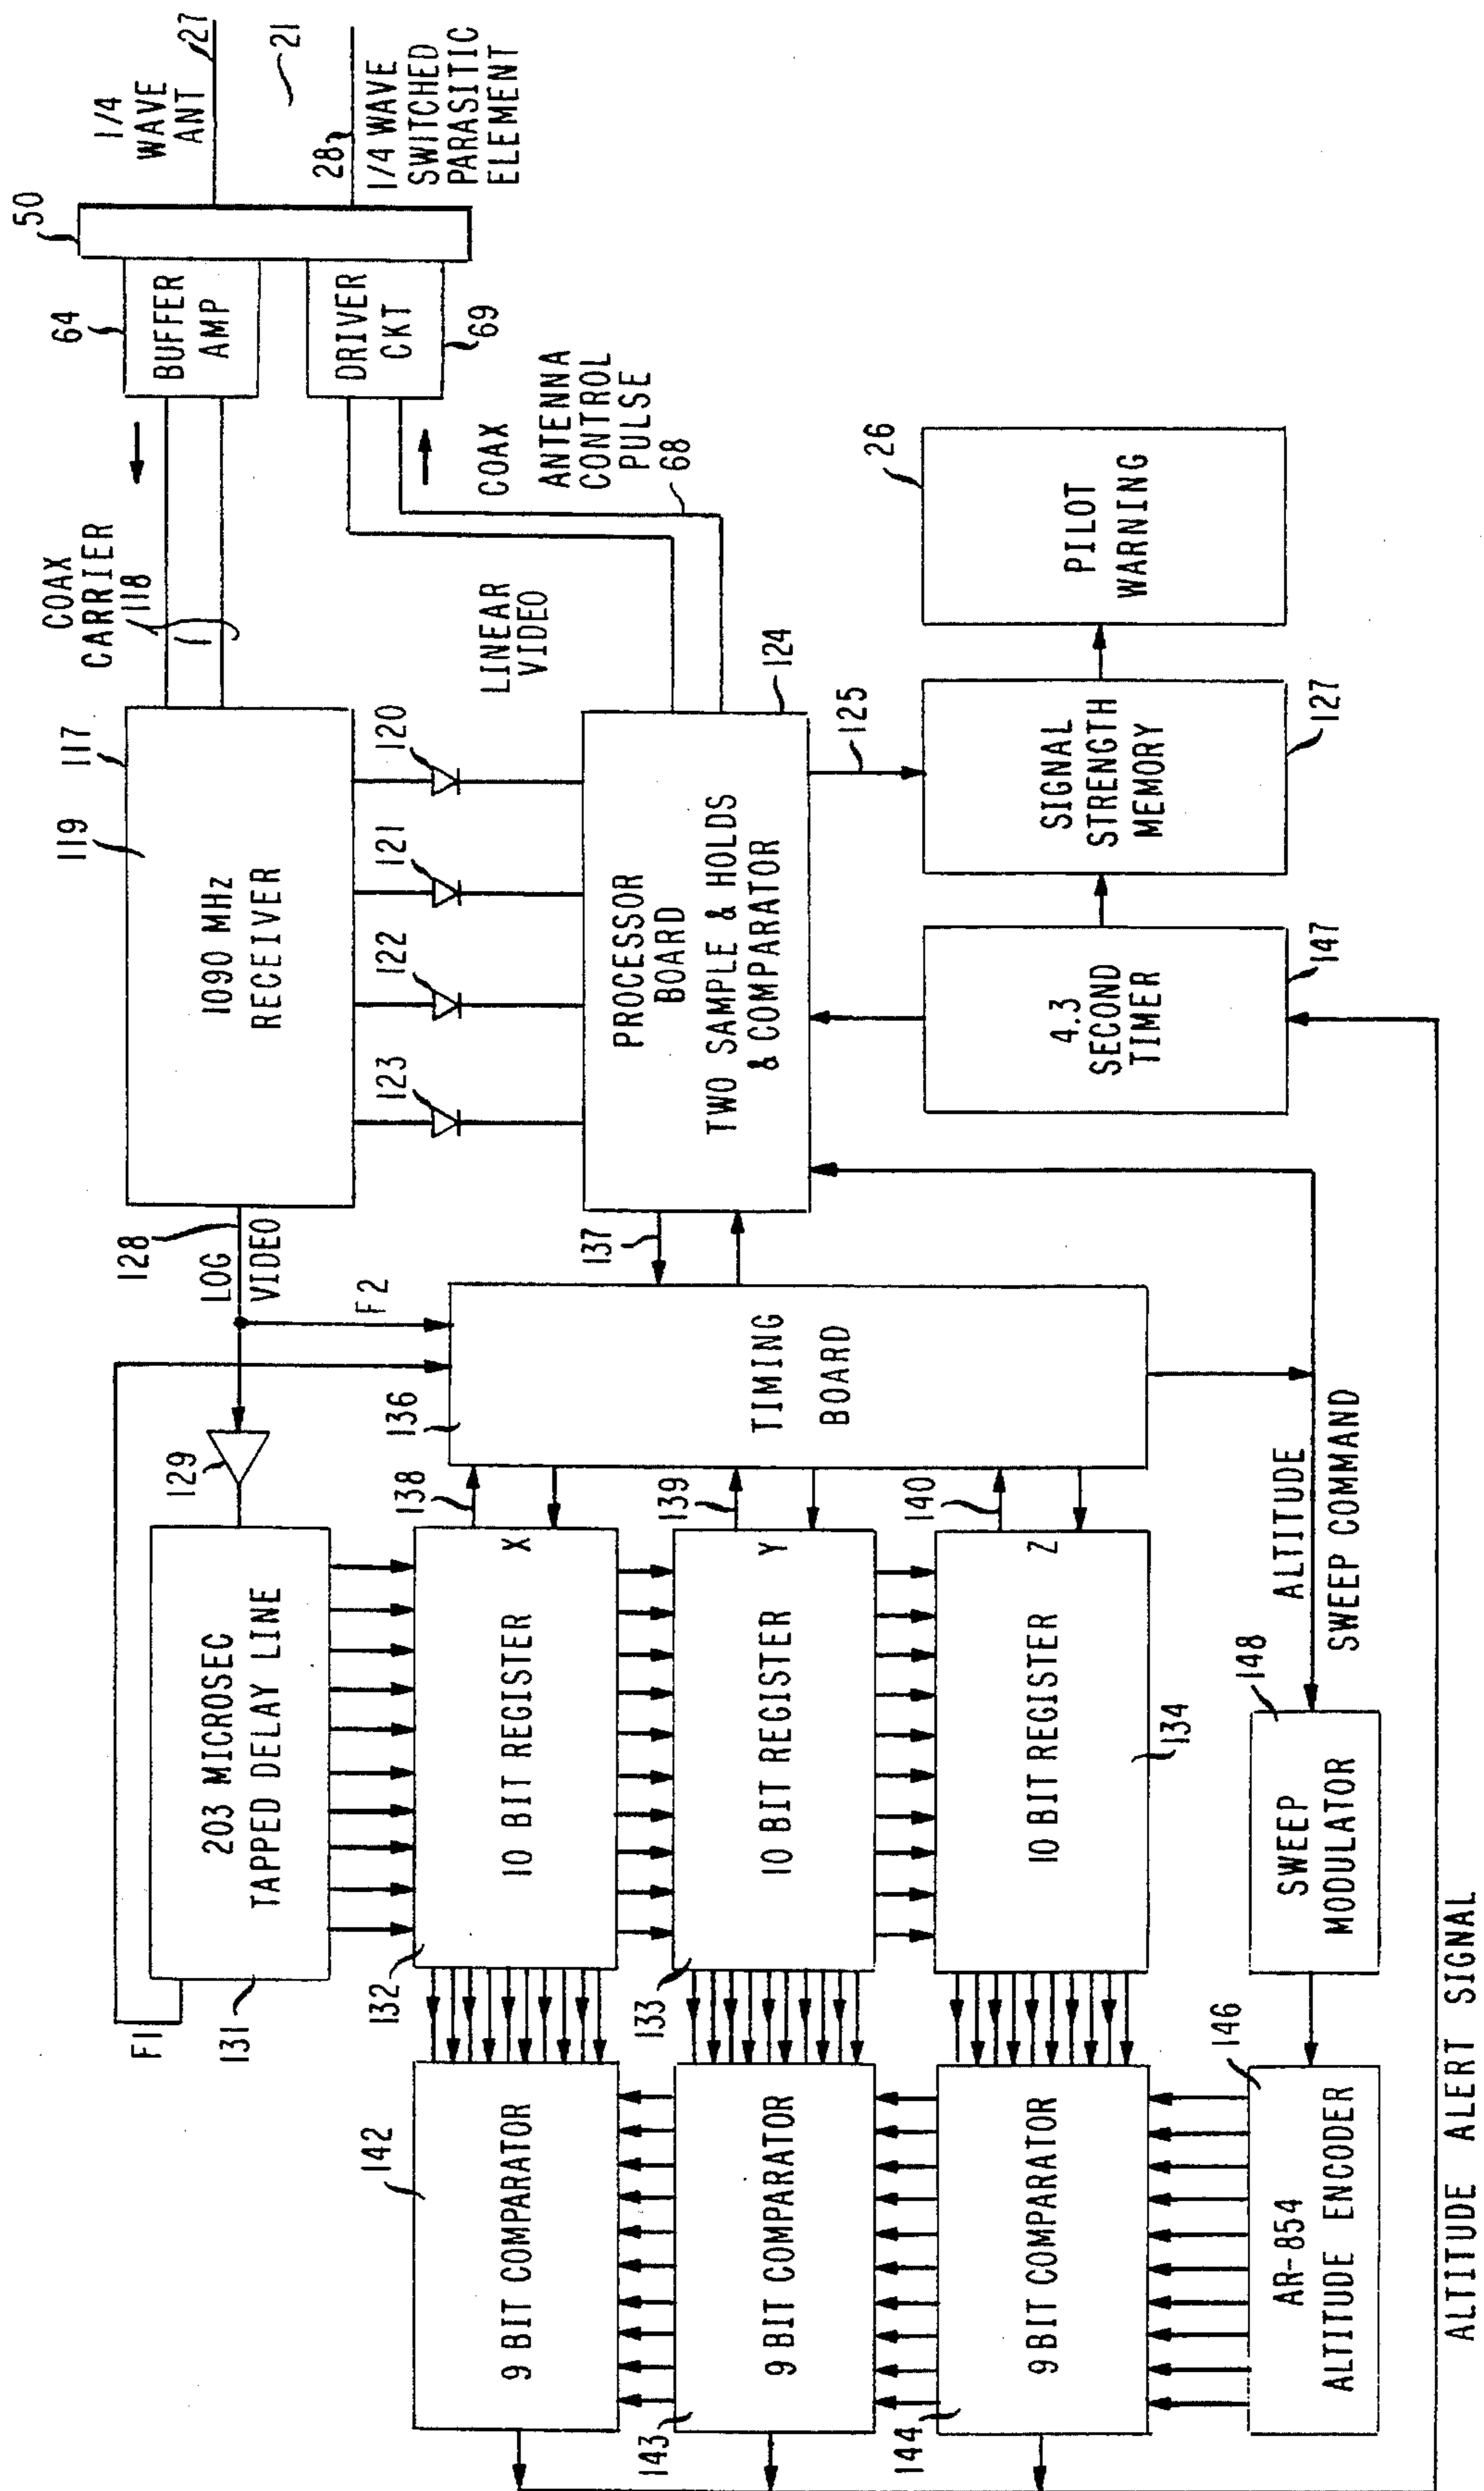 1/4
WAVE
ANT
27
21
28
1/4 WAVE
SWITCHED
PARASITIC
ELEMENT
50
64
BUFFER
AMP
DRIVER
CKT
69
COAX
CARRIER
118
COAX
ANTENNA
CONTROL
PULSE
68
117
119
1090 MHz
RECEIVER
LINEAR
VIDEO
120
121
122
123
PROCESSOR
BOARD
TWO SAMPLE & HOLDS
& COMPARATOR
124
125
SIGNAL
STRENGTH
MEMORY
127
PILOT
WARNING
26
4.3
SECOND
TIMER
147
128
LOG
VIDEO
F2
129
137
136
TIMING
BOARD
F1
131
203 MICROSEC
TAPPED DELAY LINE
138
139
140
10 BIT REGISTER
X
132
10 BIT REGISTER
Y
133
10 BIT REGISTER
Z
134
ALTITUDE
SWEEP COMMAND
148
SWEEP
MODULATOR
142
9 BIT COMPARATOR
143
9 BIT COMPARATOR
144
9 BIT COMPARATOR
146
AR-854
ALTITUDE ENCODER
ALTITUDE ALERT SIGNAL